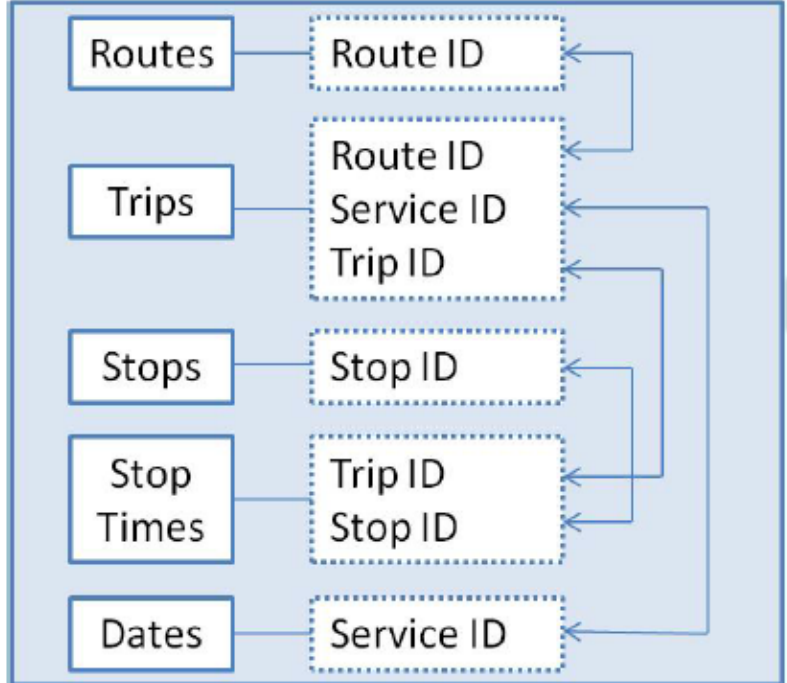 Routes
Route ID
Trips
Route ID
Service ID
Trip ID
Stops
Stop ID
Stop
Times
Trip ID
Stop ID
Dates
Service ID